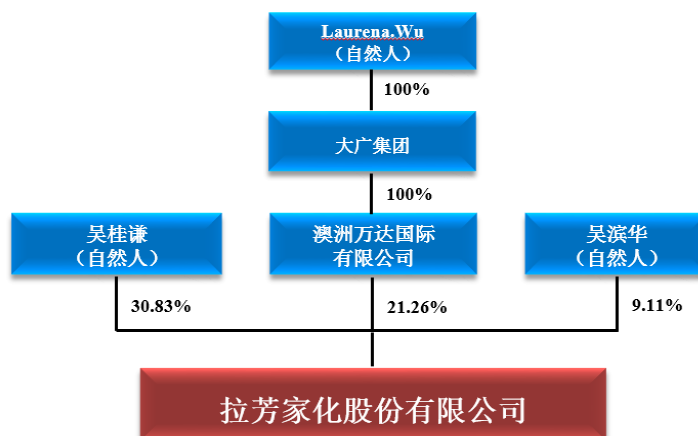 Laurena.Wu
（自然人）
100%
大广集团
100%
吴桂谦
（自然人）
澳洲万达国际
有限公司
吴滨华
（自然人）
30.83%
21.26%
9.11%
拉芳家化股份有限公司